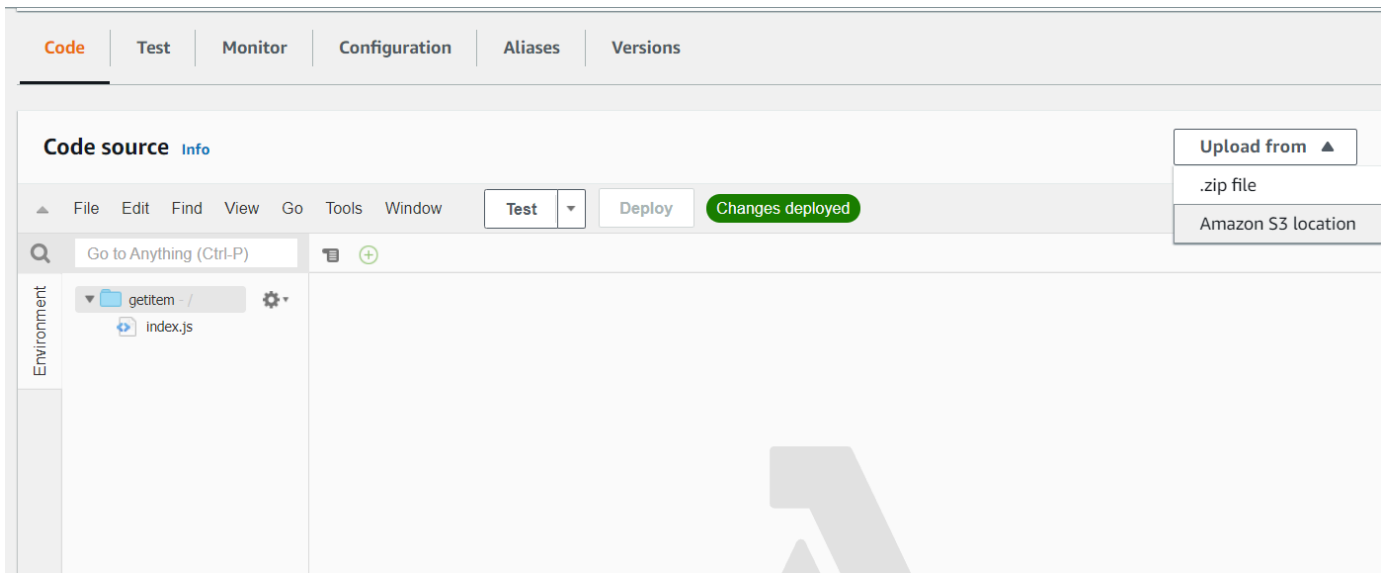 Code Test Monitor Configuration Aliases Versions
Code source Info
Upload from
.zip file
Amazon S3 location
File Edit Find View Go Tools Window Test Deploy Changes deployed
Go to Anything (Ctrl-P)
Environment
getitem - /
index.js